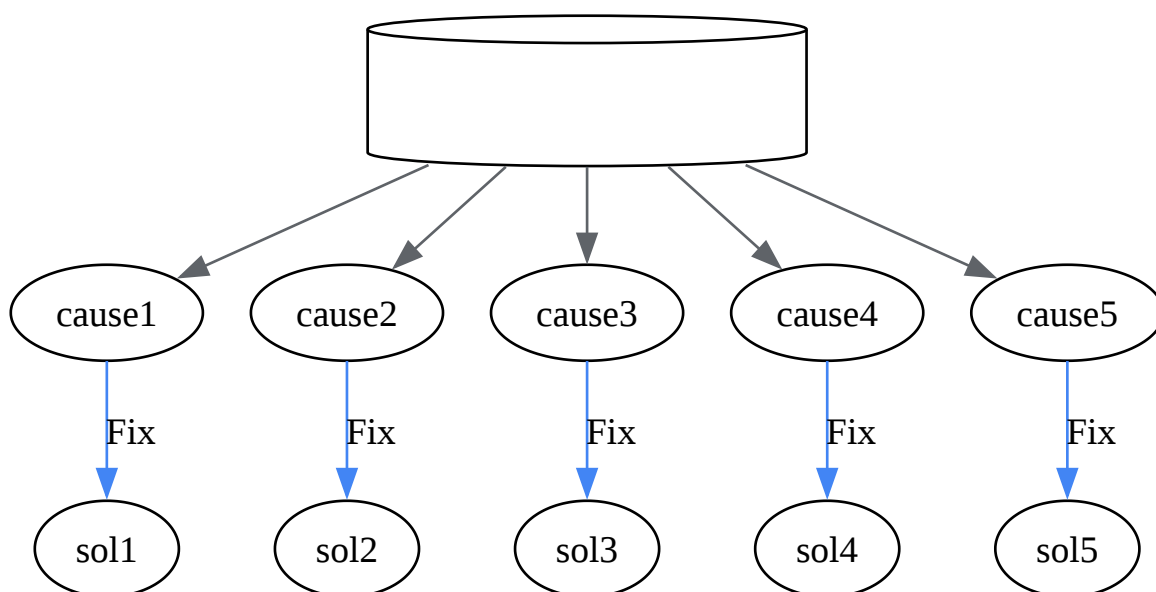 cause1
cause2
cause3
cause4
cause5
Fix
Fix
Fix
Fix
Fix
sol1
sol2
sol3
sol4
sol5